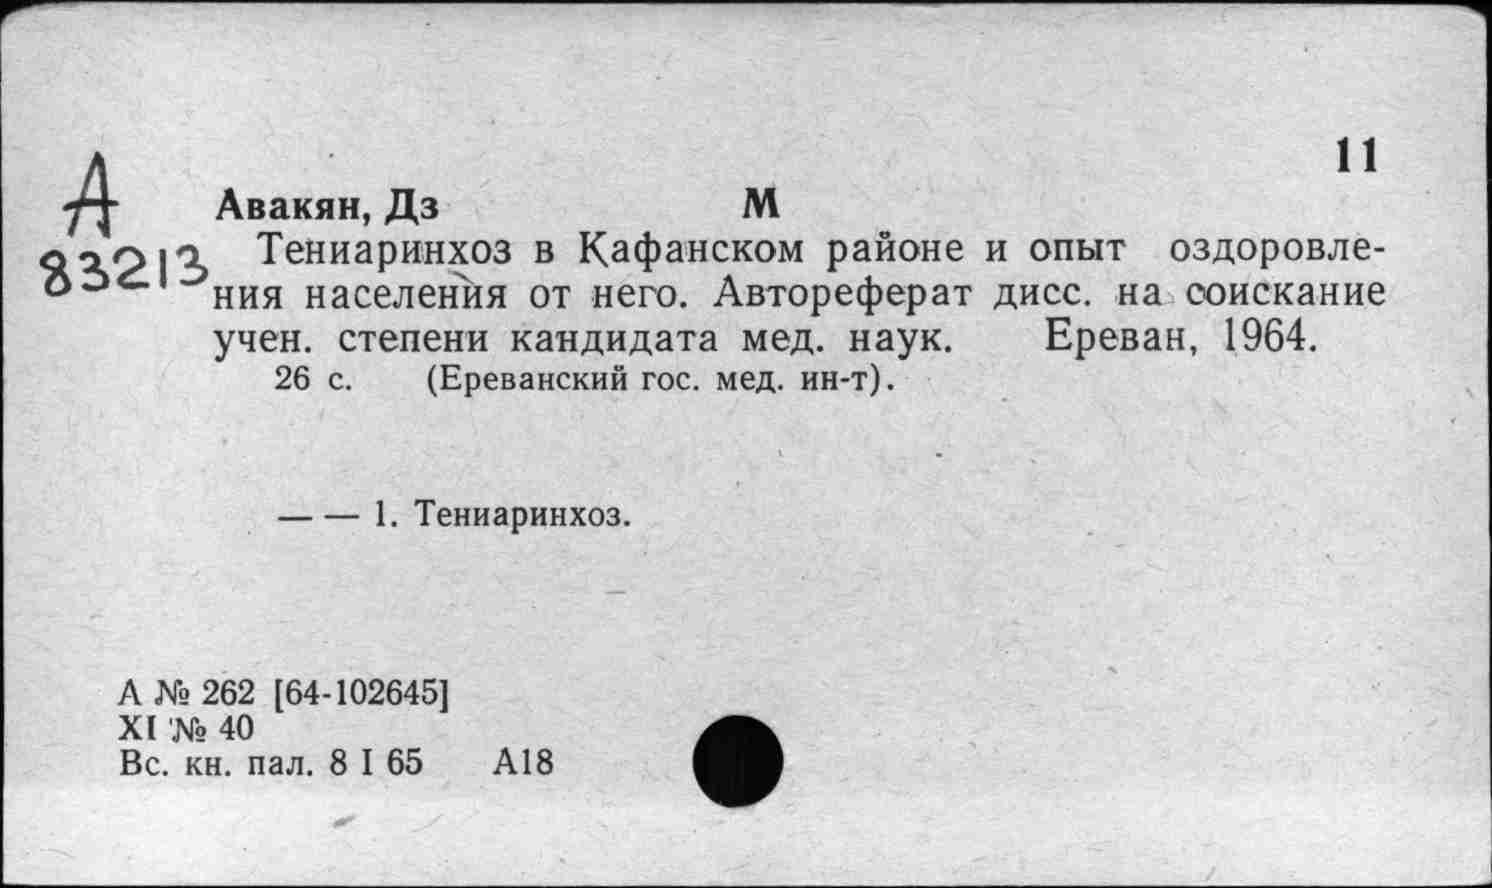 11
А
83213
Авакян, Дз М
Тениаринхоз в Кафанском районе и опыт оздоровле-
ния населения от него. Автореферат дисс. на соискание
учен. степени кандидата мед. наук. Ереван, 1964.
26 с. (Ереванский гос. мед. ин-т).
— — 1. Тениаринхоз.
А № 262 [64-102645]
XI № 40
Вс. кн. пал. 8 I 65 А18